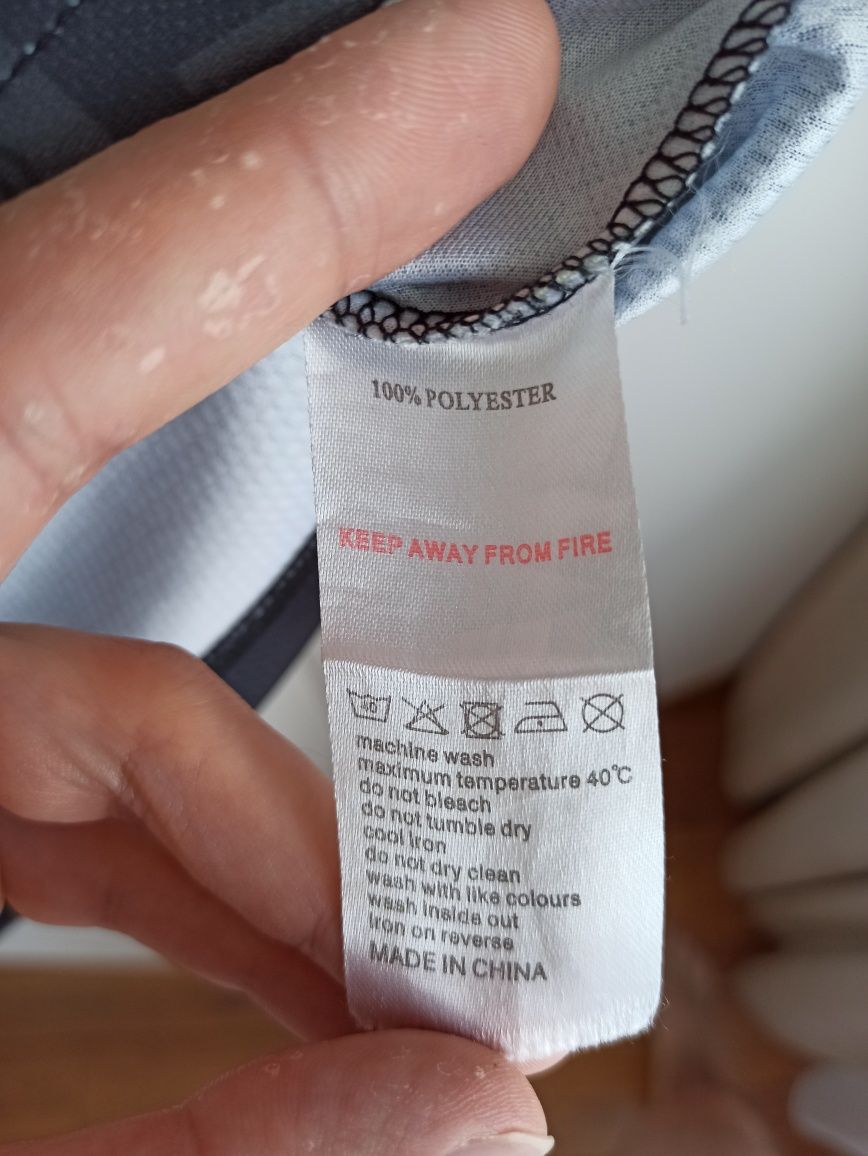 100% POLYESTER
KEEP AWAY FROM FIRE
40
machine wash
maximum temperature 40°C
do not bleach
do not tumble dry
cool iron
do not dry clean
wash with like colours
wash inside out
iron on reverse
MADE IN CHINA